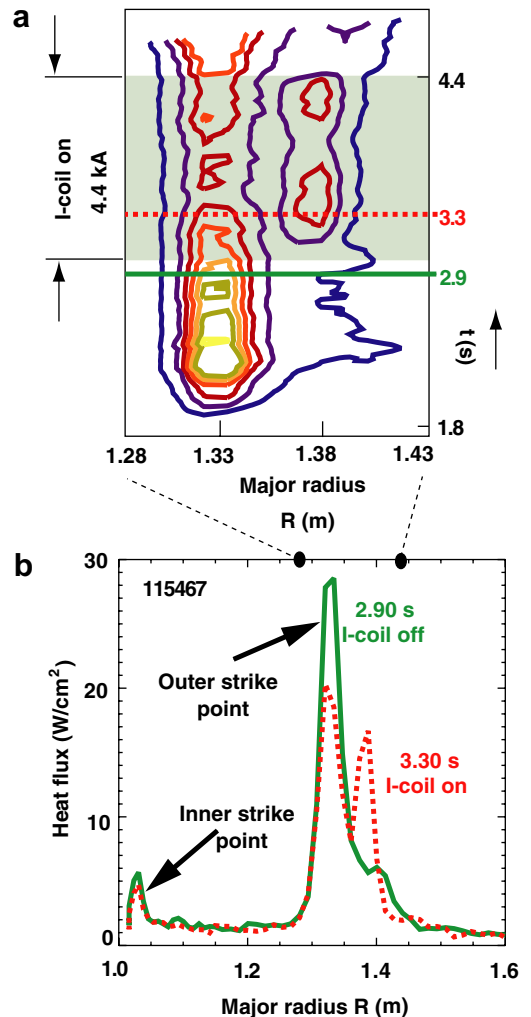 a
I-coil on
4.4 kA
4.4
3.3
2.9
t (s)
1.8
1.28
1.33
1.38
1.43
Major radius
R (m)
b
30
20
10
0
Heat flux (W/cm²)
115467
2.90 s
I-coil off
Outer strike
point
3.30 s
I-coil on
Inner strike
point
1.0
1.2
1.4
1.6
Major radius R (m)